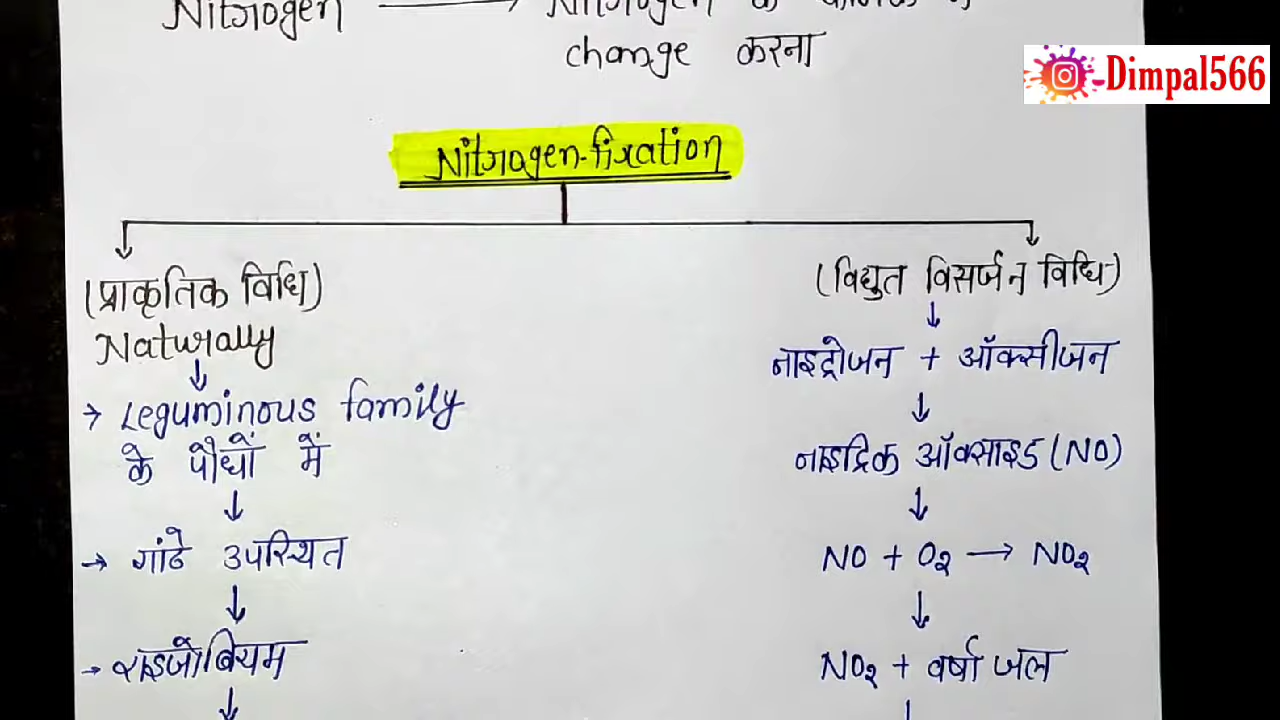 Nitrogen → Nitrogen के
change करना
-Dimpal566
Nitrogen-fixation
(प्राकृतिक विधि)
Naturally
→ Leguminous family
के पौधों में
→ गांठे उपस्थित
→ राइजोबियम
(विद्युत विसर्जन विधि)
नाइट्रोजन + ऑक्सीजन
नाइट्रिक ऑक्साइड (NO)
NO + O₂ → NO₂
NO₂ + वर्षा जल